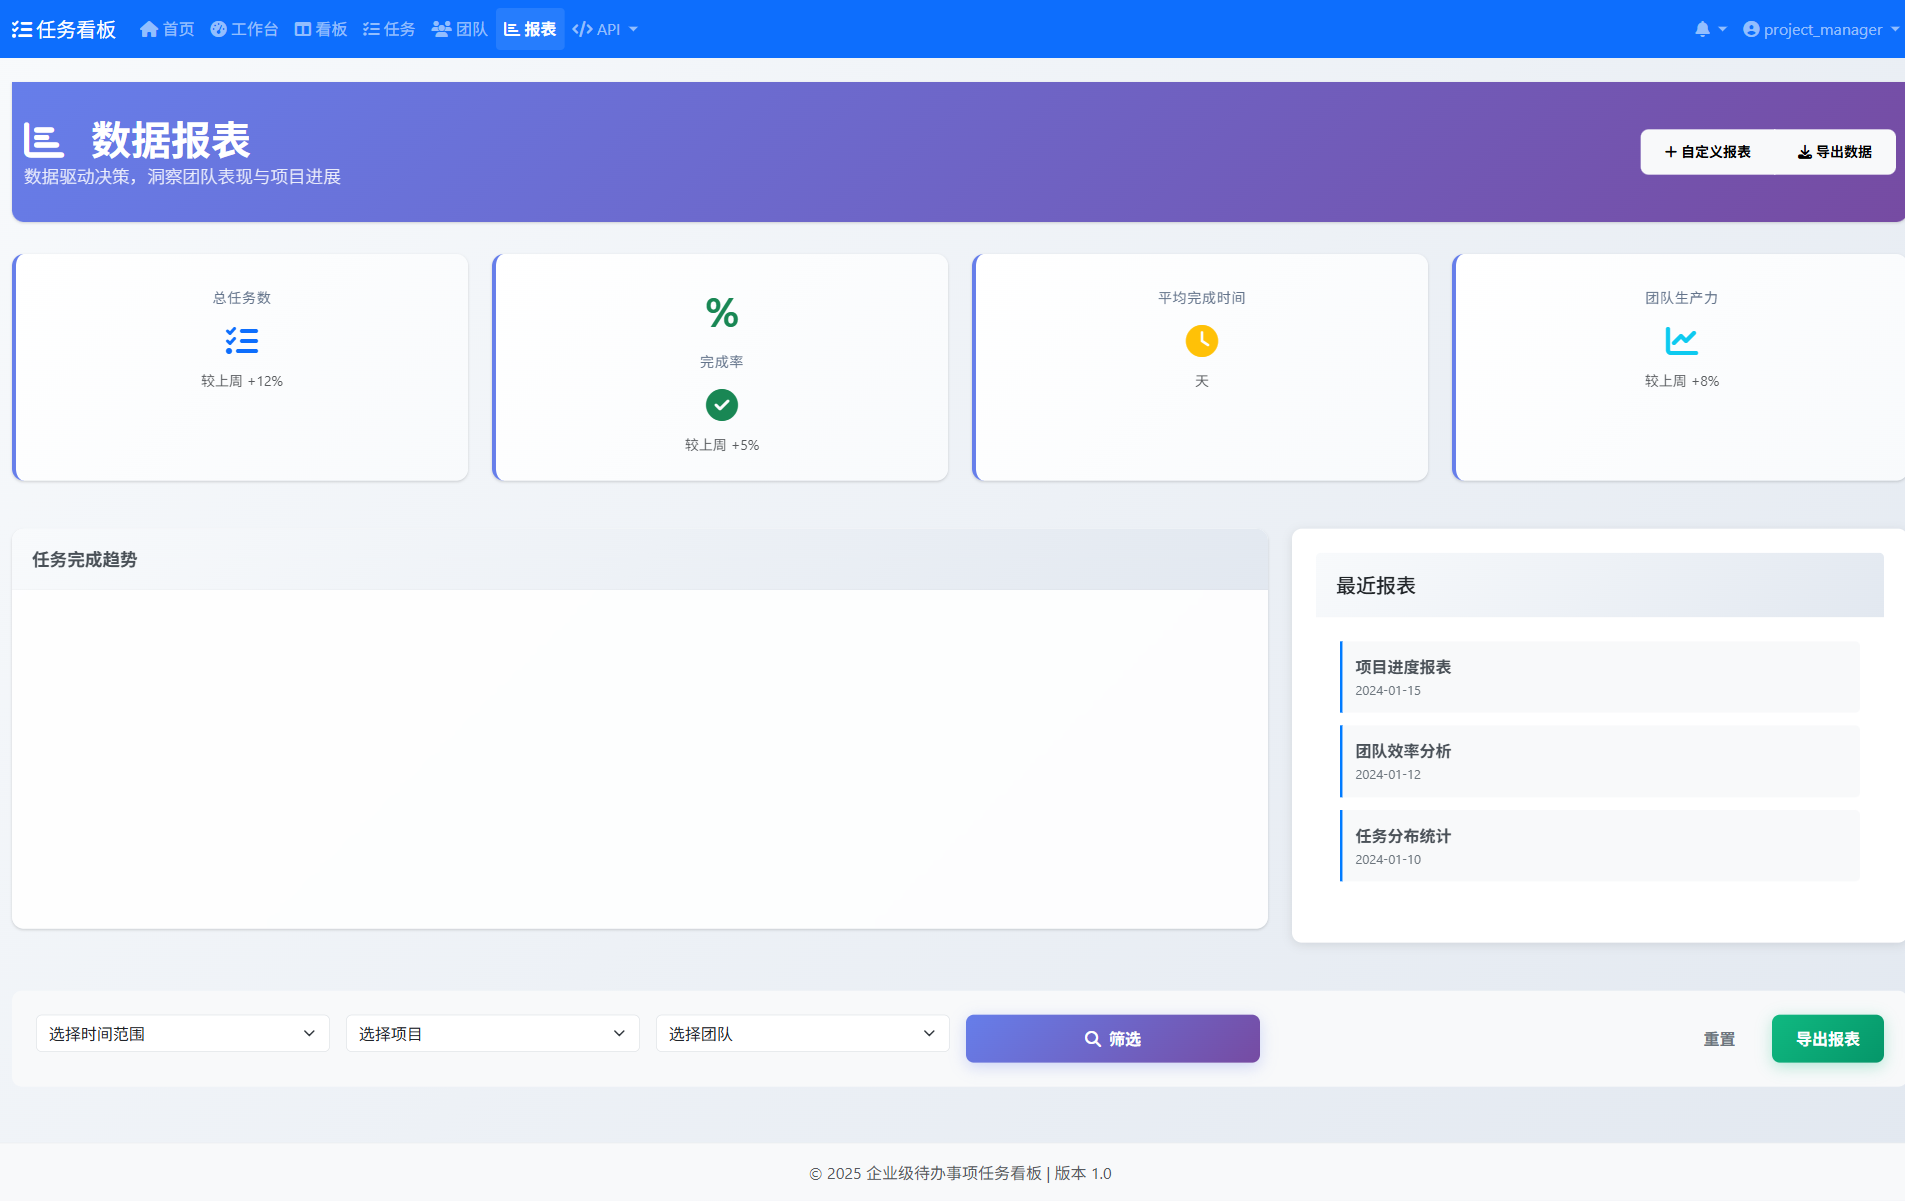 任务看板 首页 工作台 看板 任务 团队 报表 API project_manager
数据报表
数据驱动决策，洞察团队表现与项目进展
自定义报表 导出数据
总任务数
较上周 +12%
%
完成率
较上周 +5%
平均完成时间
天
团队生产力
较上周 +8%
任务完成趋势
最近报表
项目进度报表
2024-01-15
团队效率分析
2024-01-12
任务分布统计
2024-01-10
选择时间范围 选择项目 选择团队 筛选 重置 导出报表
© 2025 企业级待办事项任务看板 | 版本 1.0